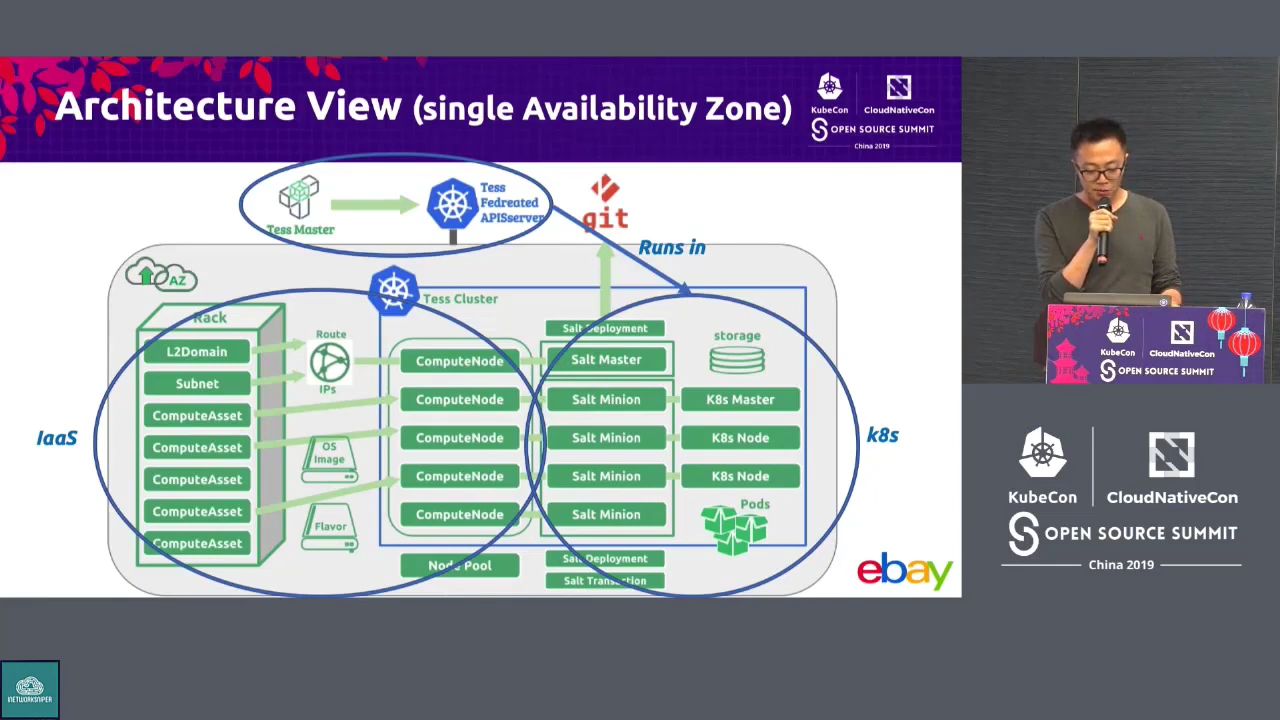 Architecture View (single Availability Zone)
KubeCon
CloudNativeCon
OPEN SOURCE SUMMIT
China 2019
Tess Master
Tess
Fedreated
APISserver
git
Runs in
AZ
Tess Cluster
Rack
L2Domain
Subnet
ComputeAsset
ComputeAsset
ComputeAsset
ComputeAsset
ComputeAsset
Route
IPs
OS
Image
Flavor
ComputeNode
ComputeNode
ComputeNode
ComputeNode
ComputeNode
Node Pool
Salt Deployment
Salt Master
Salt Minion
Salt Minion
Salt Minion
Salt Minion
Salt Deployment
Salt Transaction
storage
K8s Master
K8s Node
K8s Node
Pods
IaaS
k8s
ebay
KubeCon
CloudNativeCon
OPEN SOURCE SUMMIT
KubeCon
CloudNativeCon
OPEN SOURCE SUMMIT
China 2019
INETWORKSNIPER